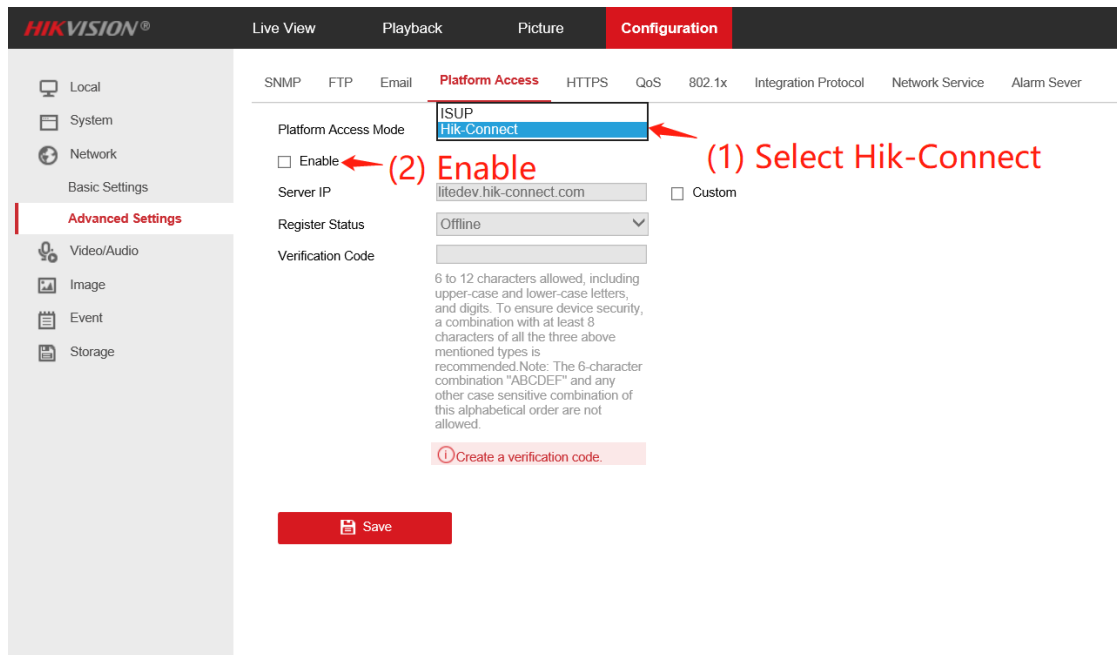 HIKVISION®
Live View Playback Picture Configuration
Local
System
Network
Basic Settings
Advanced Settings
Video/Audio
Image
Event
Storage
SNMP FTP Email Platform Access HTTPS QoS 802.1x Integration Protocol Network Service Alarm Sever
Platform Access Mode
ISUP
Hik-Connect
(1) Select Hik-Connect
Enable
(2) Enable
Server IP litedev.hik-connect.com Custom
Register Status Offline
Verification Code
6 to 12 characters allowed, including
upper-case and lower-case letters,
and digits. To ensure device security,
a combination with at least 8
characters of all the three above
mentioned types is
recommended.Note: The 6-character
combination "ABCDEF" and any
other case sensitive combination of
this alphabetical order are not
allowed.
Create a verification code.
Save